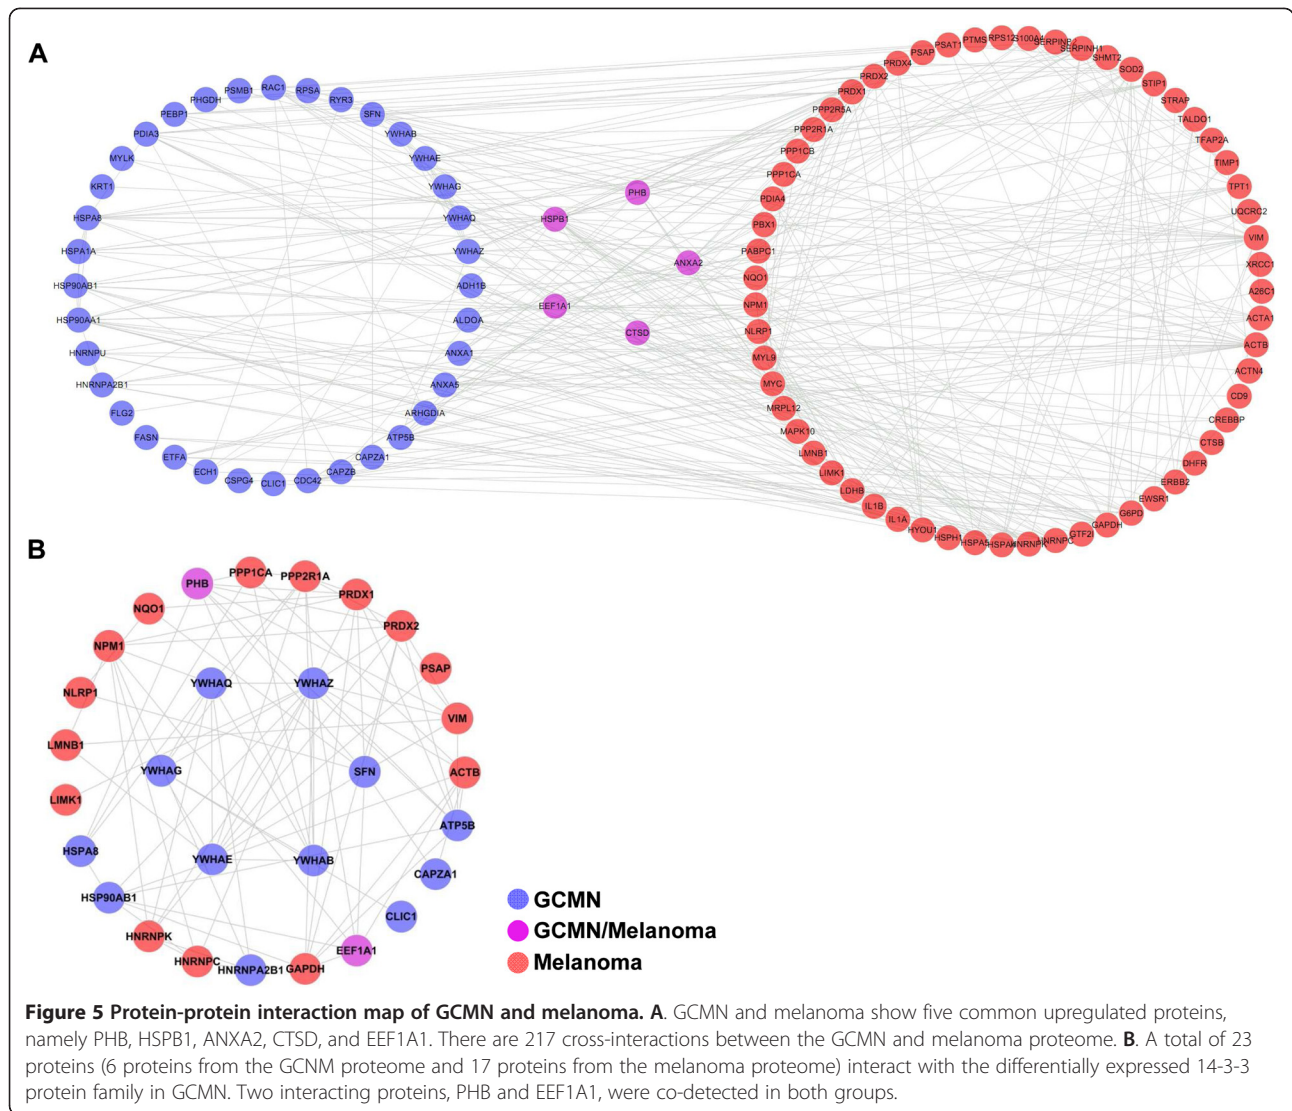 A
RAC1
RPSA
RYR3
SFN
YWHAB
YWHAE
YWHAG
YWHAQ
YWHAZ
ADH1B
ALDOA
ANXA1
ANXA5
ARHGDIA
ATP5B
CAPZA1
CAPZB
CDC42
CLIC1
CSPG4
ECH1
ETFA
FASN
FLG2
HNRNPA2B1
HNRNPU
HSP90AA1
HSP90AB1
HSPA1A
HSPA8
KRT1
MYLK
PDIA3
PEBP1
PHGDH
PSMB1
PHB
HSPB1
ANXA2
EEF1A1
CTSD
RPS12
S100A4
SERPINH1
SHMT2
SOD2
STIP1
STRAP
TALDO1
TFAP2A
TIMP1
TPT1
UQCRC2
VIM
XRCC1
A26C1
ACTA1
ACTB
ACTN4
CD9
CREBBP
CTSB
DHFR
ERBB2
EWSR1
G6PD
GAPDH
GTF2I
HNRNPC
HNRNPK
HSPA4
HSPA5
HSPH1
HYOU1
IL1A
IL1B
LDHB
LIMK1
LMNB1
MAPK10
MRPL12
MYC
MYL9
NLRP1
NPM1
NQO1
PABPC1
PBX1
PDIA4
PPP1CA
PPP1CB
PPP2R1A
PPP2R5A
PRDX1
PRDX2
PRDX4
PSAP
PSAT1
PTMS
B
PHB
PPP1CA
PPP2R1A
PRDX1
PRDX2
PSAP
VIM
ACTB
ATP5B
CAPZA1
CLIC1
EEF1A1
GAPDH
HNRNPA2B1
HNRNPC
HNRNPK
HSP90AB1
HSPA8
LIMK1
LMNB1
NLRP1
NPM1
NQO1
YWHAQ
YWHAZ
YWHAG
SFN
YWHAE
YWHAB
GCMN
GCMN/Melanoma
Melanoma
Figure 5 Protein-protein interaction map of GCMN and melanoma. A. GCMN and melanoma show five common upregulated proteins,
namely PHB, HSPB1, ANXA2, CTSD, and EEF1A1. There are 217 cross-interactions between the GCMN and melanoma proteome. B. A total of 23
proteins (6 proteins from the GCNM proteome and 17 proteins from the melanoma proteome) interact with the differentially expressed 14-3-3
protein family in GCMN. Two interacting proteins, PHB and EEF1A1, were co-detected in both groups.